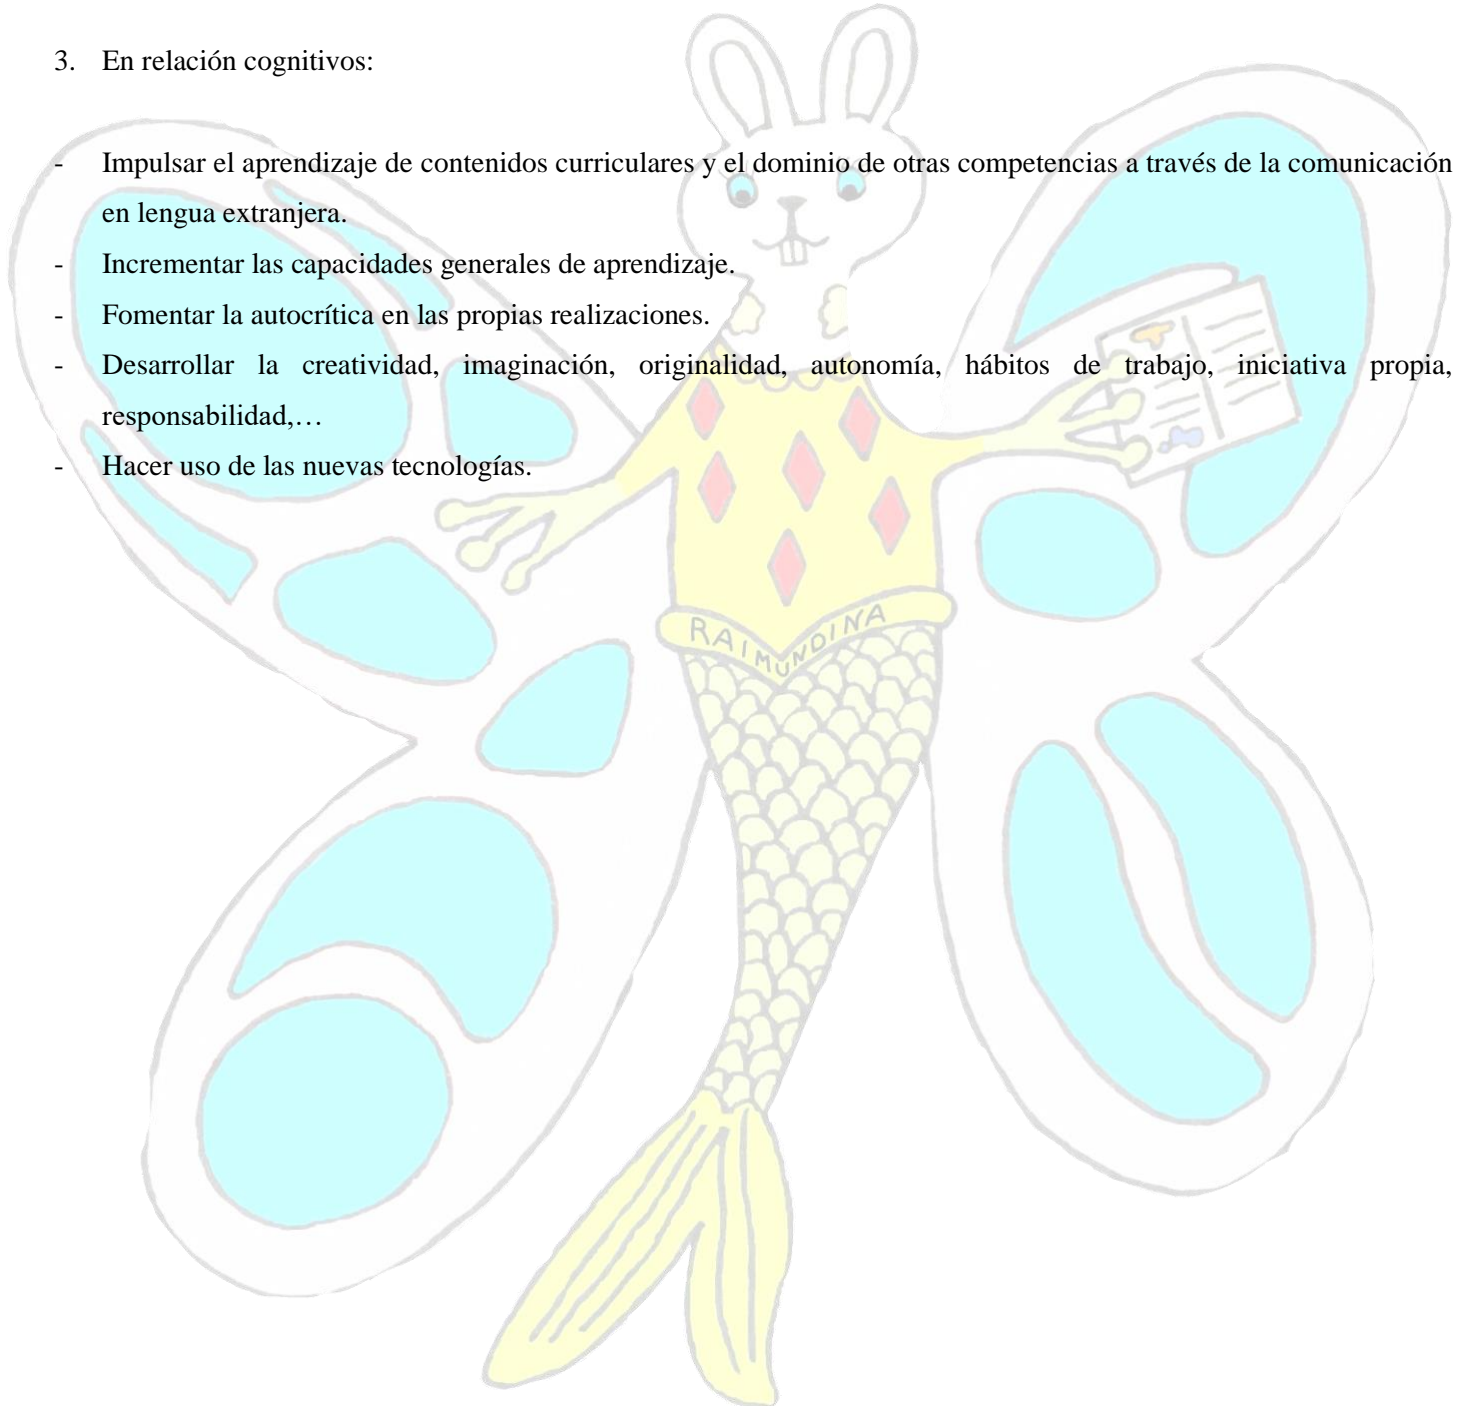 3. En relación cognitivos:
- Impulsar el aprendizaje de contenidos curriculares y el dominio de otras competencias a través de la comunicación
en lengua extranjera.
- Incrementar las capacidades generales de aprendizaje.
- Fomentar la autocrítica en las propias realizaciones.
- Desarrollar la creatividad, imaginación, originalidad, autonomía, hábitos de trabajo, iniciativa propia,
responsabilidad,…
- Hacer uso de las nuevas tecnologías.
RAIMUNDINA